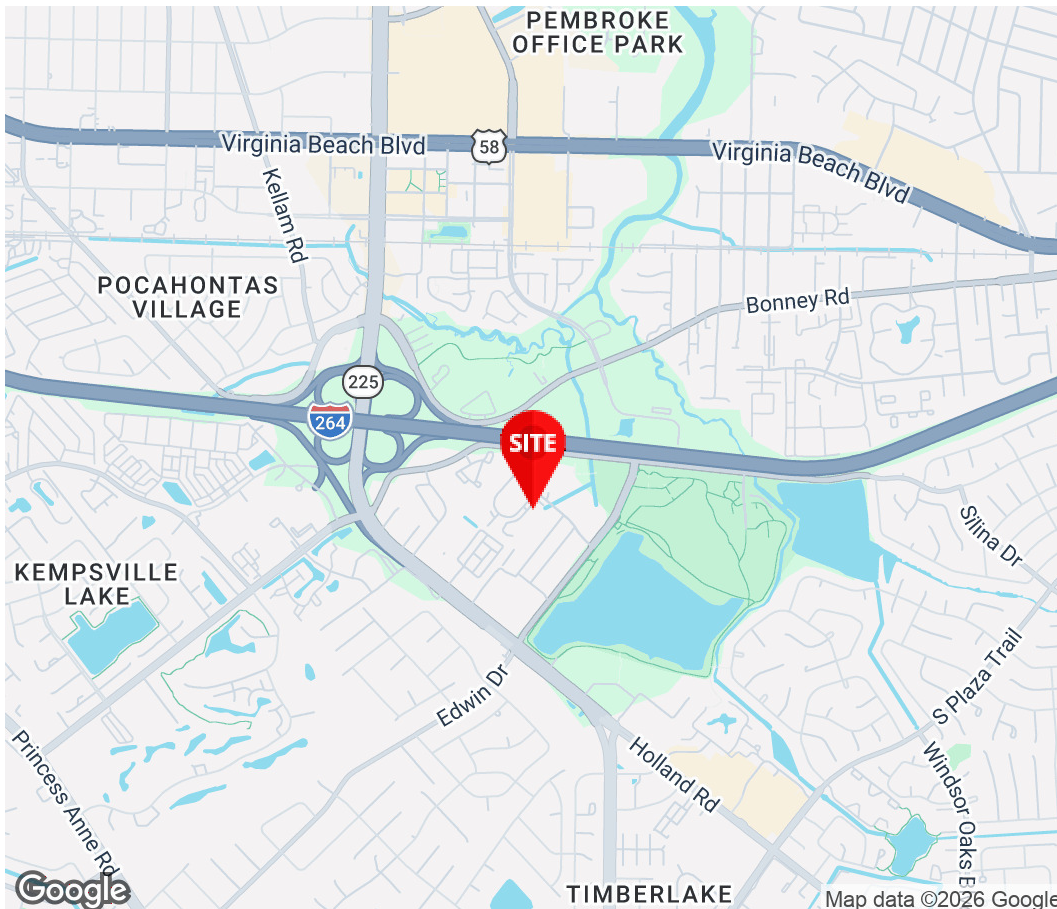 PEMBROKE
OFFICE PARK
Virginia Beach Blvd
58
Virginia Beach Blvd
Kellam Rd
POCAHONTAS
VILLAGE
Bonney Rd
225
264
SITE
Silina Dr
KEMPSVILLE
LAKE
S Plaza Trail
Edwin Dr
Princess Anne Rd
Holland Rd
Windsor Oaks B
TIMBERLAKE
Google
Map data ©2026 Google